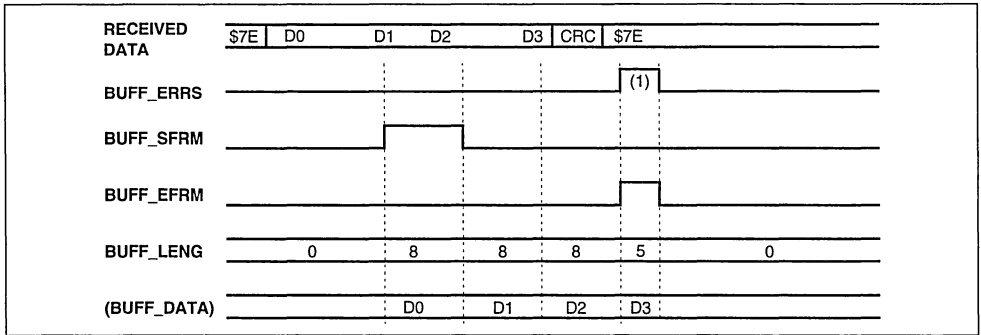 RECEIVED DATA $7E D0 D1 D2 D3 CRC $7E
BUFF_ERRS (1)
BUFF_SFRM
BUFF_EFRM
BUFF_LENG 0 8 8 8 5 0
(BUFF_DATA) D0 D1 D2 D3